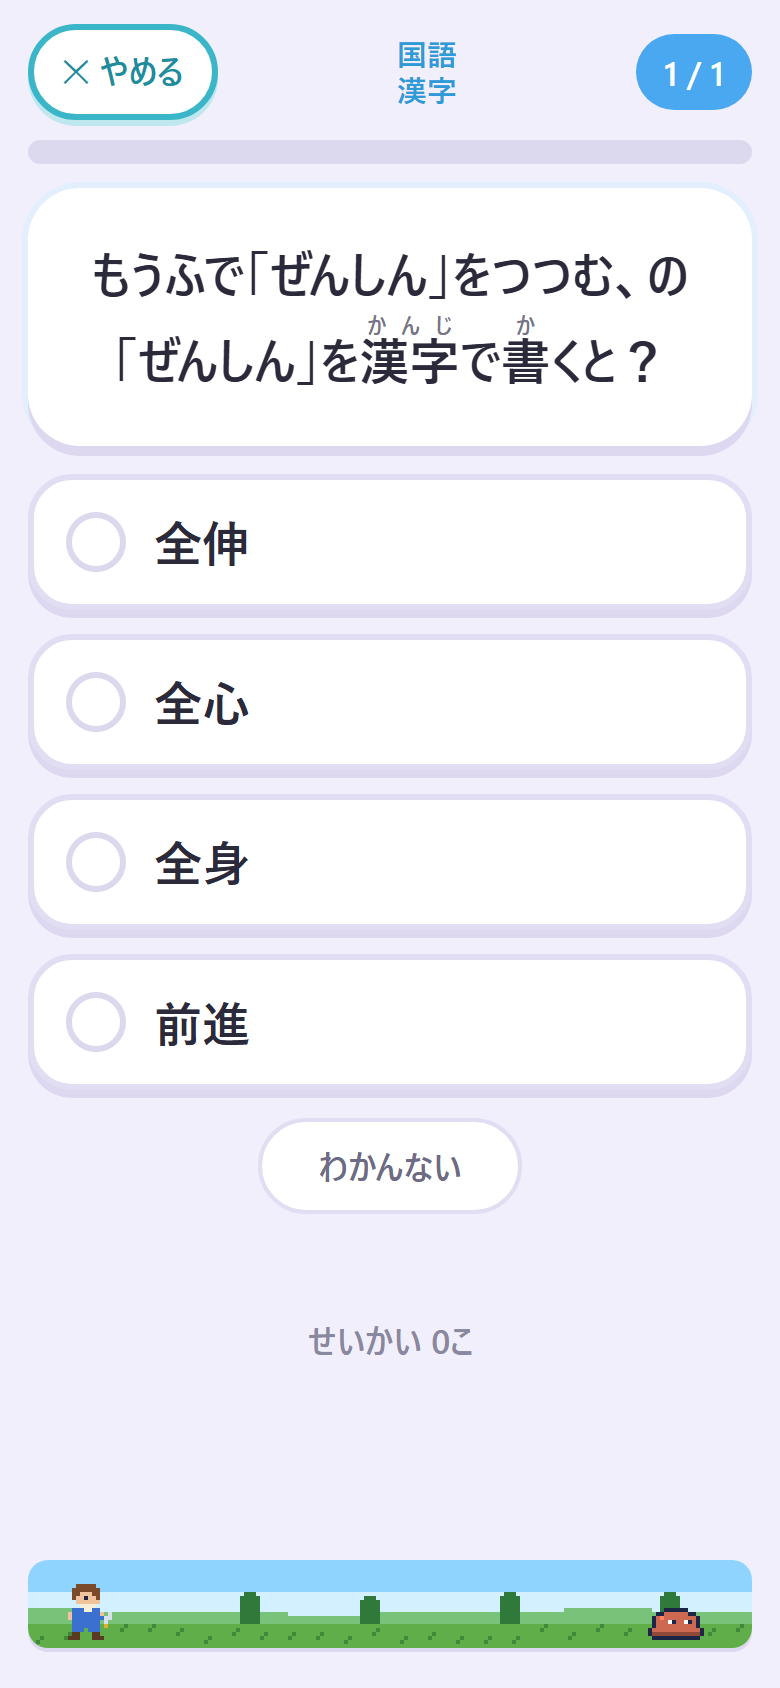 × やめる
国語
漢字
1 / 1
もうふで「ぜんしん」をつつむ、の
かんじ か
「ぜんしん」を漢字で書くと？
全伸
全心
全身
前進
わかんない
せいかい 0こ